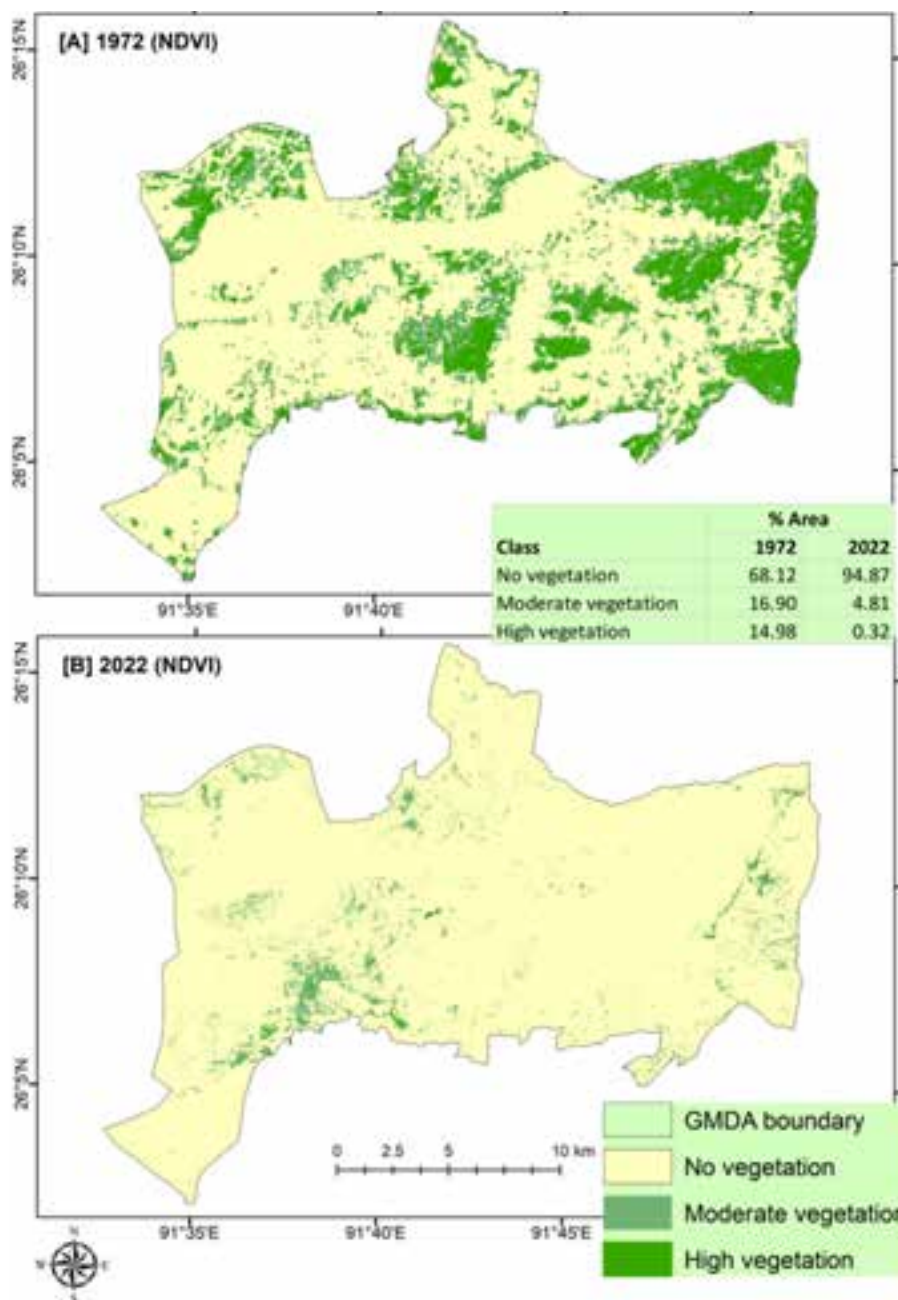 [A] 1972 (NDVI)
26°15'N
26°10'N
26°5'N
91°35'E
91°40'E
% Area
Class 1972 2022
No vegetation 68.12 94.87
Moderate vegetation 16.90 4.81
High vegetation 14.98 0.32
[B] 2022 (NDVI)
26°15'N
26°10'N
26°5'N
0 2.5 5 10 km
GMDA boundary
No vegetation
Moderate vegetation
High vegetation
91°35'E
91°40'E
91°45'E
N
W E
S